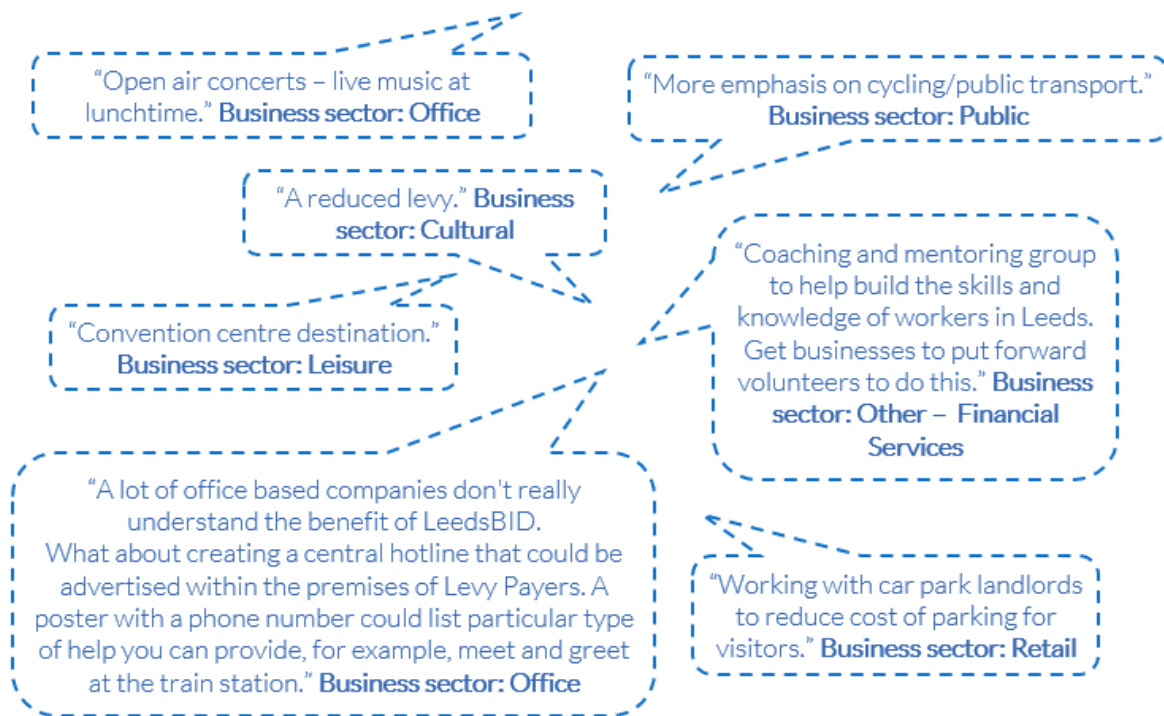 “Open air concerts – live music at
lunchtime.” Business sector: Office
“More emphasis on cycling/public transport.”
Business sector: Public
“A reduced levy.” Business
sector: Cultural
“Coaching and mentoring group
to help build the skills and
knowledge of workers in Leeds.
Get businesses to put forward
volunteers to do this.” Business
sector: Other – Financial
Services
“Convention centre destination.”
Business sector: Leisure
“A lot of office based companies don't really
understand the benefit of LeedsBID.
What about creating a central hotline that could be
advertised within the premises of Levy Payers. A
poster with a phone number could list particular type
of help you can provide, for example, meet and greet
at the train station.” Business sector: Office
“Working with car park landlords
to reduce cost of parking for
visitors.” Business sector: Retail